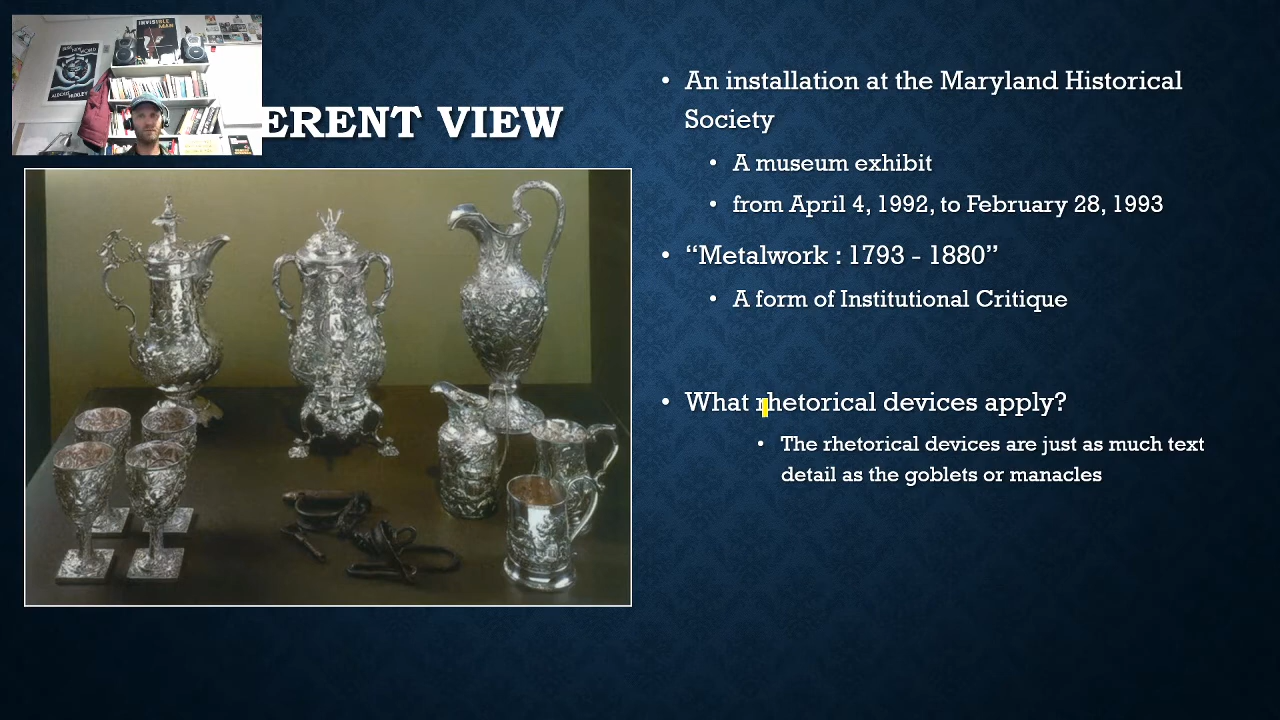 INVISIBLE
MAN
ERENT VIEW
• An installation at the Maryland Historical
Society
• A museum exhibit
• from April 4, 1992, to February 28, 1993
• “Metalwork : 1793 - 1880”
• A form of Institutional Critique
• What rhetorical devices apply?
• The rhetorical devices are just as much text
detail as the goblets or manacles